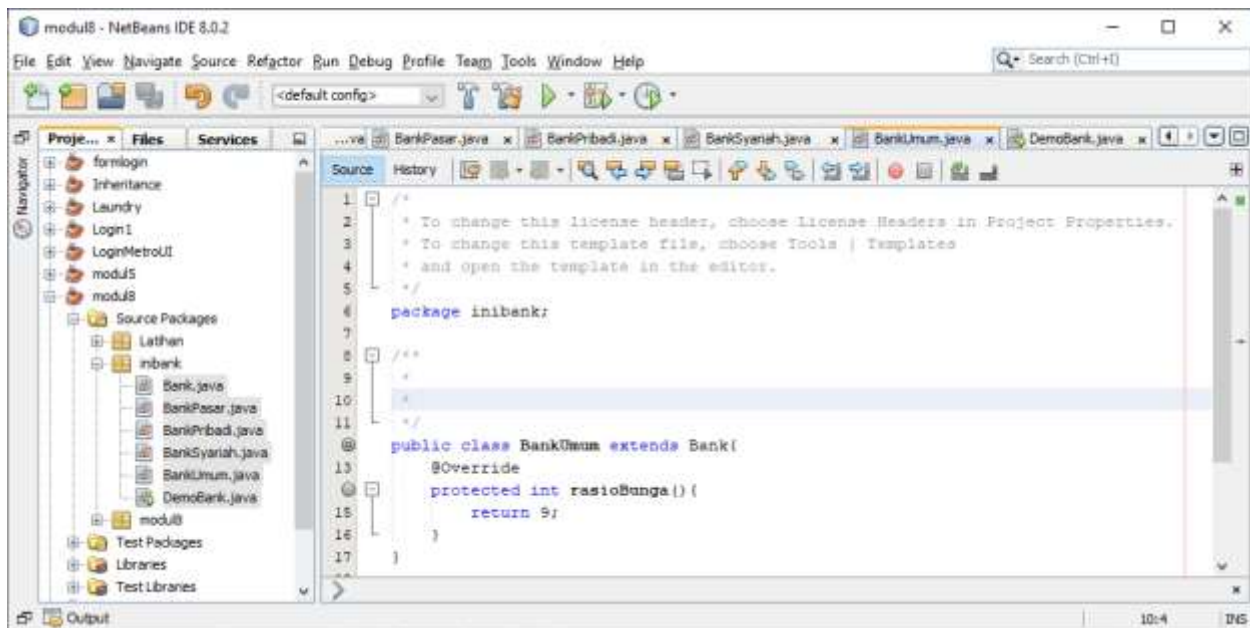 modul8 - NetBeans IDE 8.0.2
File Edit View Navigate Source Refactor Run Debug Profile Team Tools Window Help
Search (Ctrl+I)
<default config>
Proje... × Files Services
...va BankPasar.java × BankPribadi.java × BankSyariah.java × BankUmum.java × DemoBank.java ×
Navigator
Source History
formlogin
Inheritance
Laundry
Login1
LoginMetroUI
modul5
modul8
Source Packages
Latihan
inibank
Bank.java
BankPasar.java
BankPribadi.java
BankSyariah.java
BankUmum.java
DemoBank.java
modul8
Test Packages
Libraries
Test Libraries
1 /*
2 * To change this license header, choose License Headers in Project Properties.
3 * To change this template file, choose Tools | Templates
4 * and open the template in the editor.
5 */
6 package inibank;
7
8 /**
9 *
10 *
11 */
public class BankUmum extends Bank{
13 @Override
protected int rasioBunga(){
15 return 9;
16 }
17 }
Output
10:4 INS